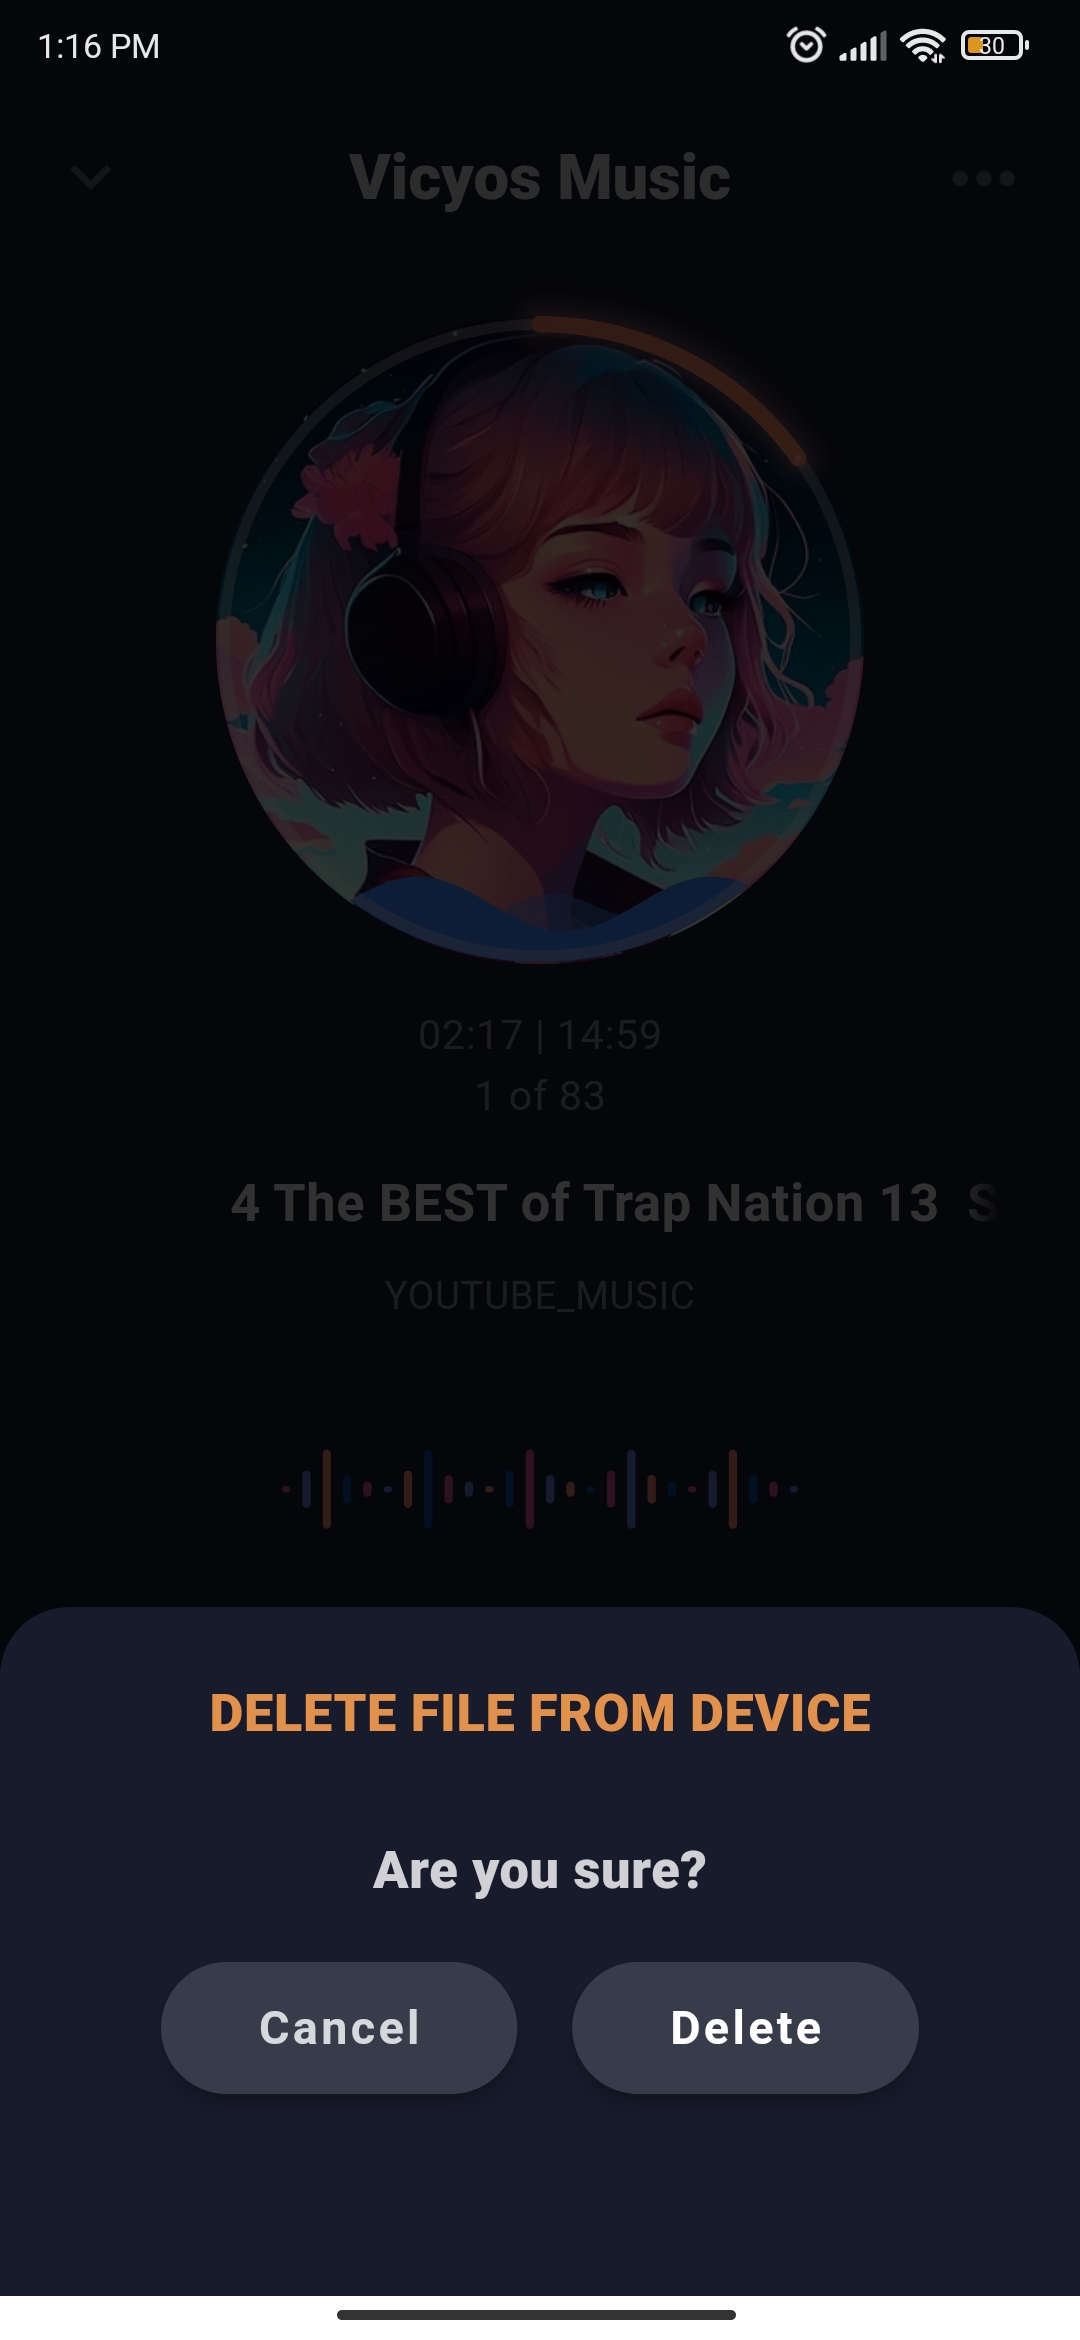 1:16 PM
30
Vicyos Music
02:17 | 14:59
1 of 83
4 The BEST of Trap Nation 13 S
YOUTUBE_MUSIC
DELETE FILE FROM DEVICE
Are you sure?
Cancel
Delete